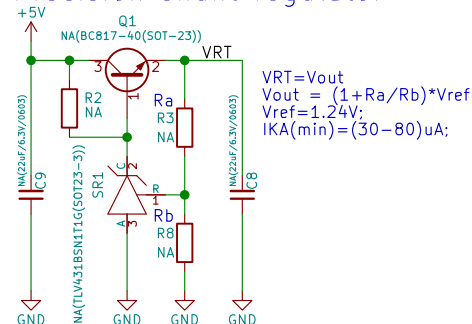 Precision shunt regulator
+5V
Q1
NA(BC817-40(SOT-23))
3
2
VRT
1
R2
NA
Ra
R3
NA
VRT=Vout
Vout = (1+Ra/Rb)*Vref
Vref=1.24V;
IKA(min)=(30-80)uA;
NA(22uF/6.3V/0603)
C9
NA(TLV431BSN1T1G(SOT23-3))
SR1
C
2
R
1
A
3
Rb
R8
NA
NA(22uF/6.3V/0603)
C8
GND
GND
GND
GND